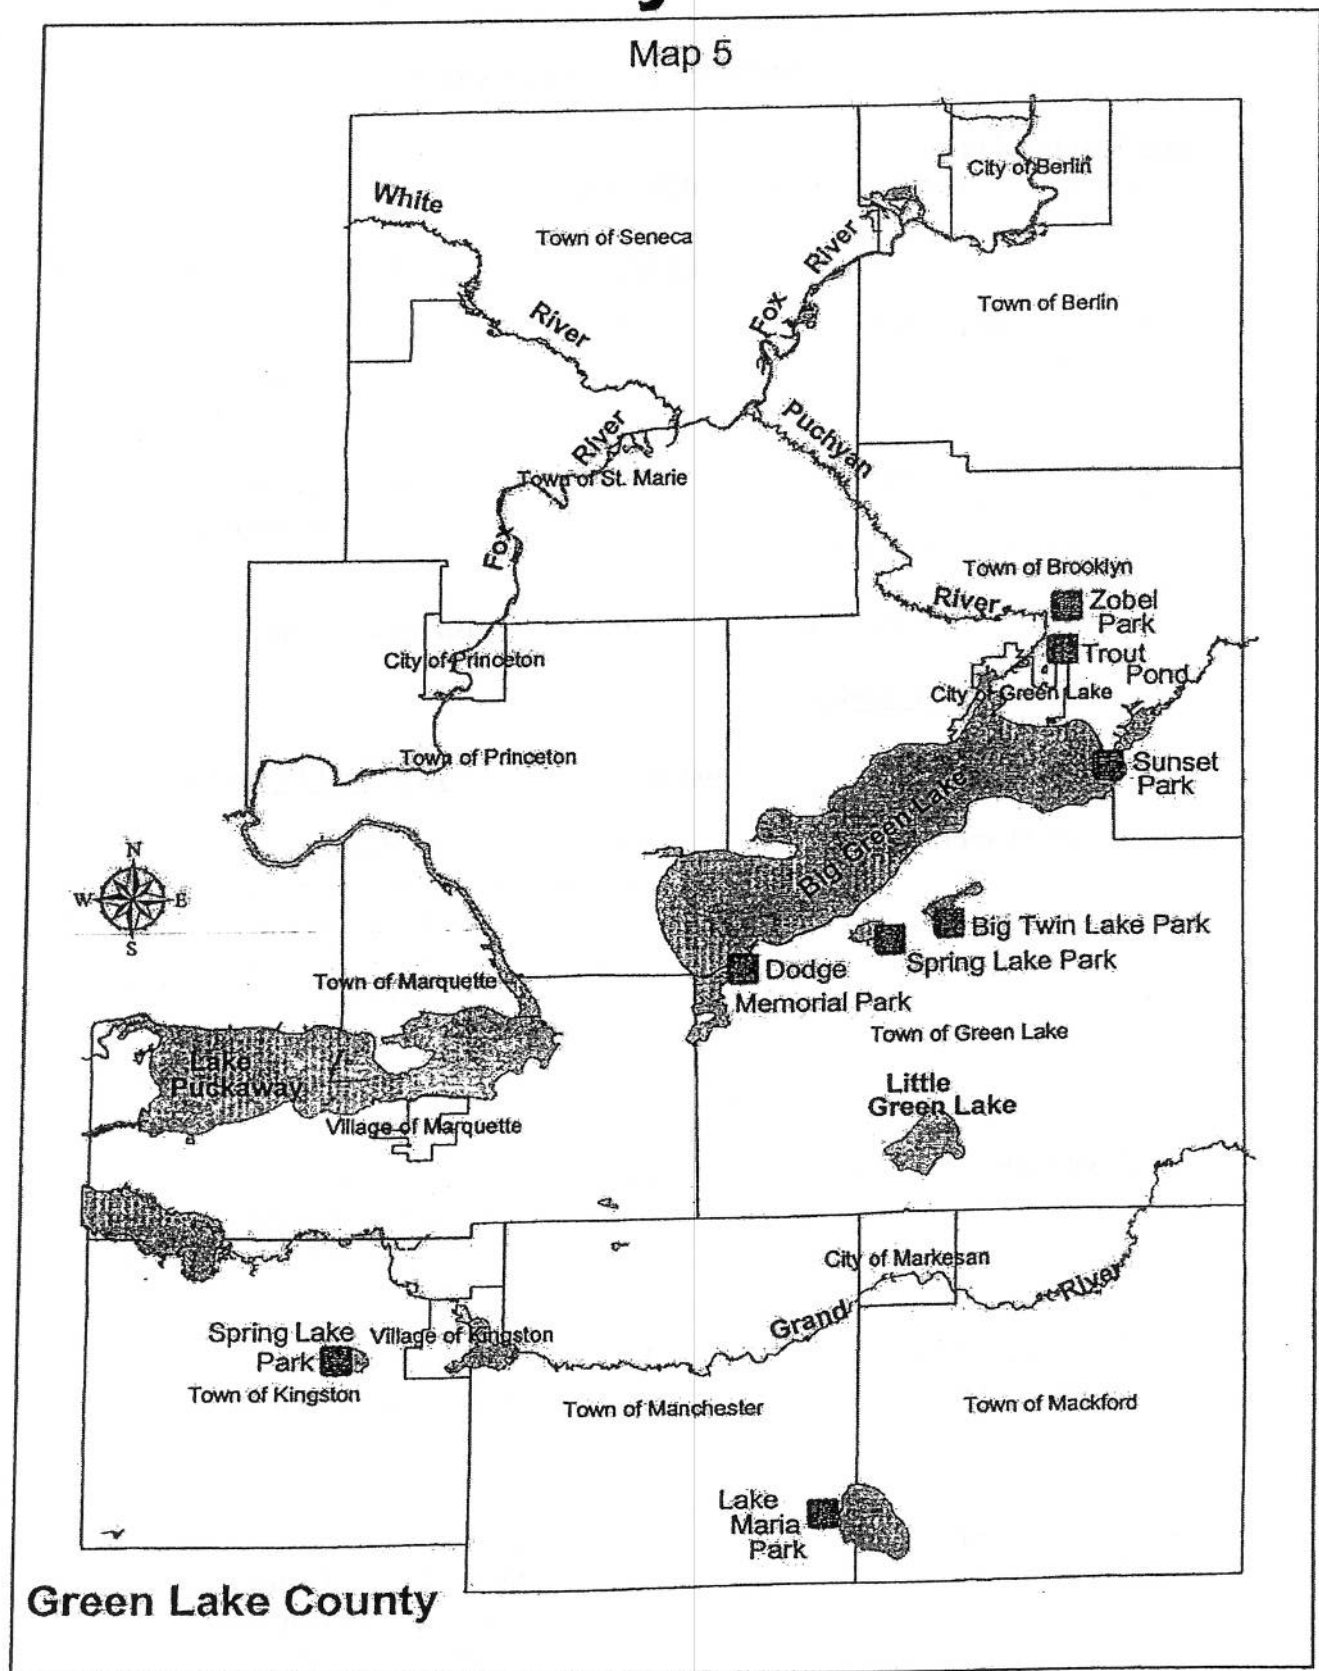 Map 5
City of Berlin
White
Town of Seneca
River
Fox
Town of Berlin
River
Puchyan
River
Town of St. Marie
Fox
Town of Brooklyn
River
Zobel
Park
City of Princeton
Trout
Pond
City of Green Lake
Town of Princeton
Sunset
Park
Big Green Lake
N
W
E
S
Big Twin Lake Park
Spring Lake Park
Dodge
Memorial Park
Town of Marquette
Town of Green Lake
Lake
Puckaway
Little
Green Lake
Village of Marquette
City of Markesan
River
Grand
Spring Lake
Park
Village of Kingston
Town of Kingston
Town of Manchester
Town of Mackford
Lake
Maria
Park
Green Lake County